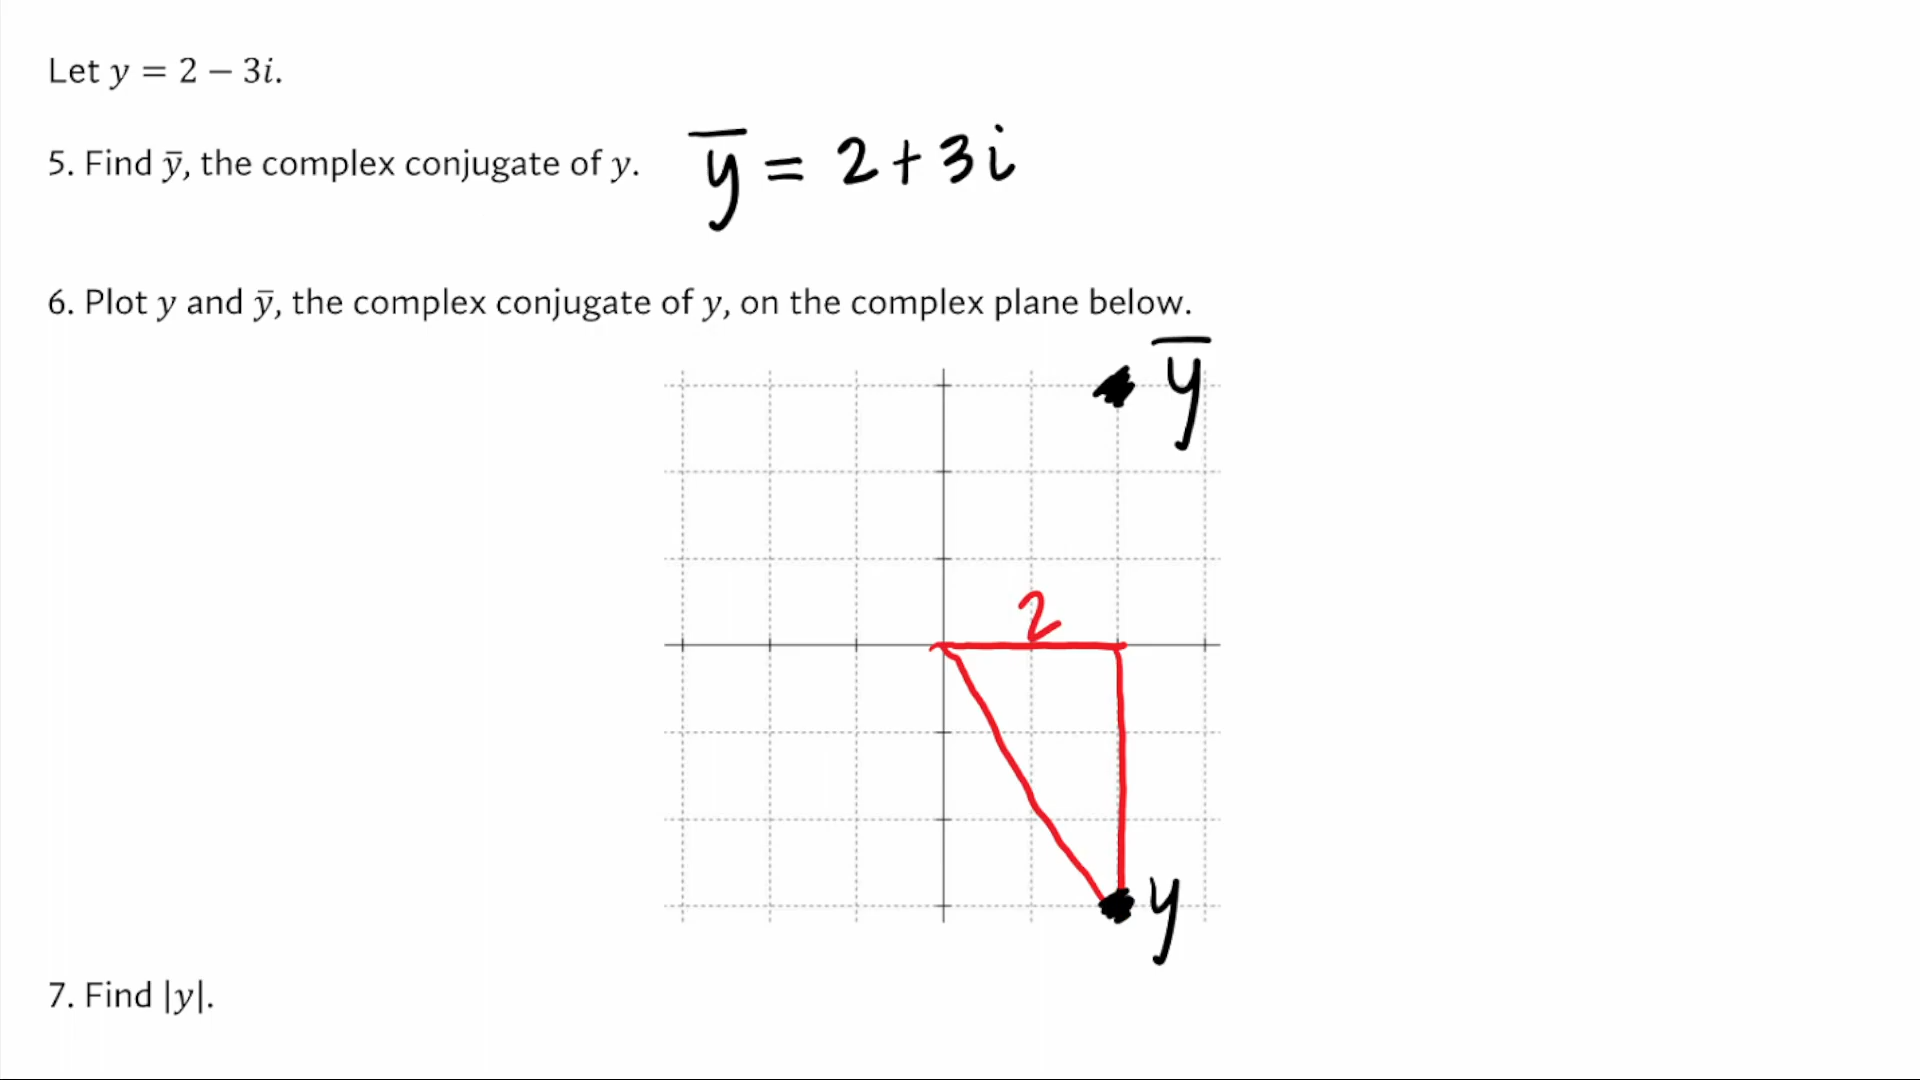 Let y = 2 − 3i.
5. Find y̅, the complex conjugate of y.
y̅ = 2 + 3i
6. Plot y and y̅, the complex conjugate of y, on the complex plane below.
y̅
2
y
7. Find |y|.